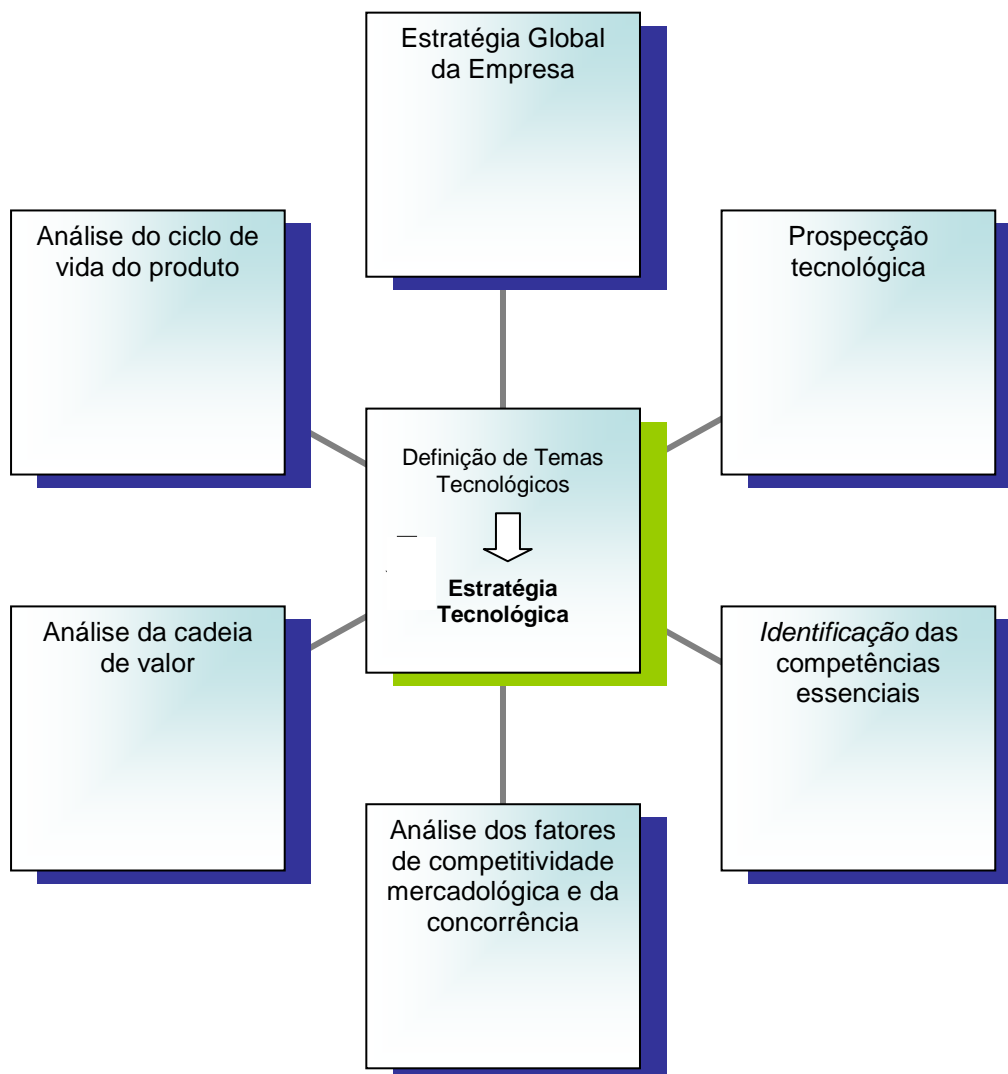 Estratégia Global
da Empresa
Análise do ciclo de
vida do produto
Prospecção
tecnológica
Definição de Temas
Tecnológicos
Estratégia
Tecnológica
Análise da cadeia
de valor
Identificação das
competências
essenciais
Análise dos fatores
de competitividade
mercadológica e da
concorrência